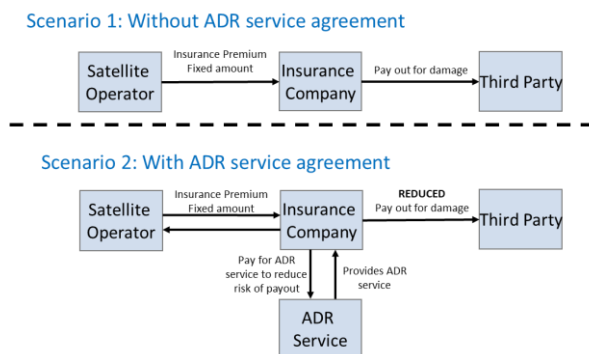 Scenario 1: Without ADR service agreement
Insurance Premium
Fixed amount
Satellite
Operator
Insurance
Company
Pay out for damage
Third Party
Scenario 2: With ADR service agreement
Insurance Premium
Fixed amount
REDUCED
Pay out for damage
Satellite
Operator
Insurance
Company
Third Party
Pay for ADR
service to reduce
risk of payout
Provides ADR
service
ADR
Service